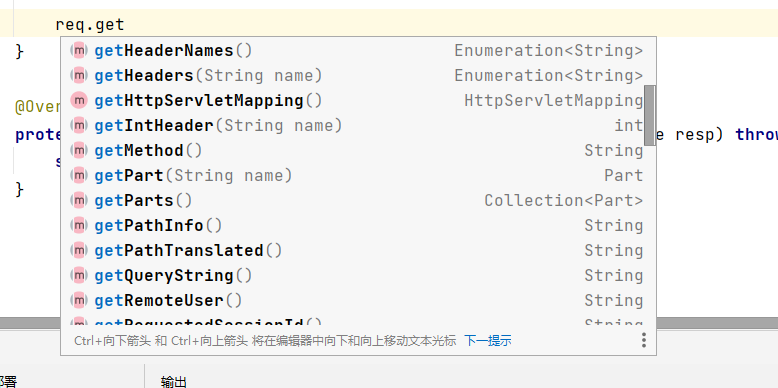 req.get
}
getHeaderNames() Enumeration<String>
getHeaders(String name) Enumeration<String>
@Over getHttpServletMapping() HttpServletMapping
prote getIntHeader(String name) int e resp) throw
s getMethod() String
} getPart(String name) Part
getParts() Collection<Part>
getPathInfo() String
getPathTranslated() String
getQueryString() String
getRemoteUser() String
getRequestedSessionId() String
Ctrl+向下箭头 和 Ctrl+向上箭头 将在编辑器中向下和向上移动文本光标 下一提示
部署 输出